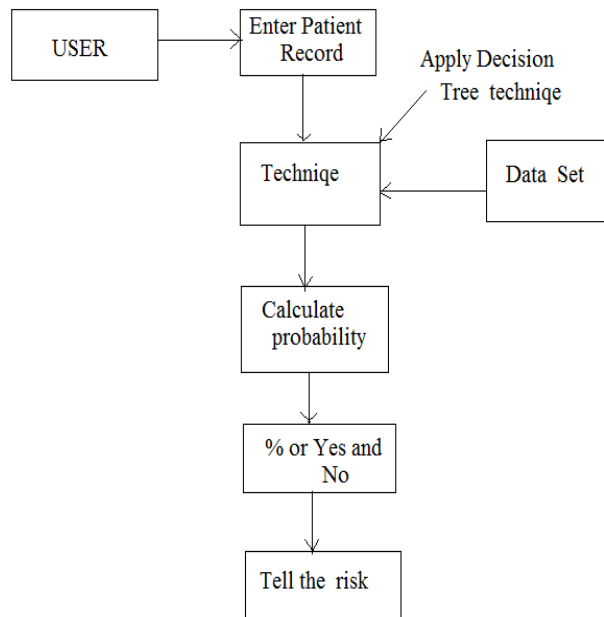 USER
Enter Patient
Record
Apply Decision
Tree techniqe
Techniqe
Data Set
Calculate
probability
% or Yes and
No
Tell the risk